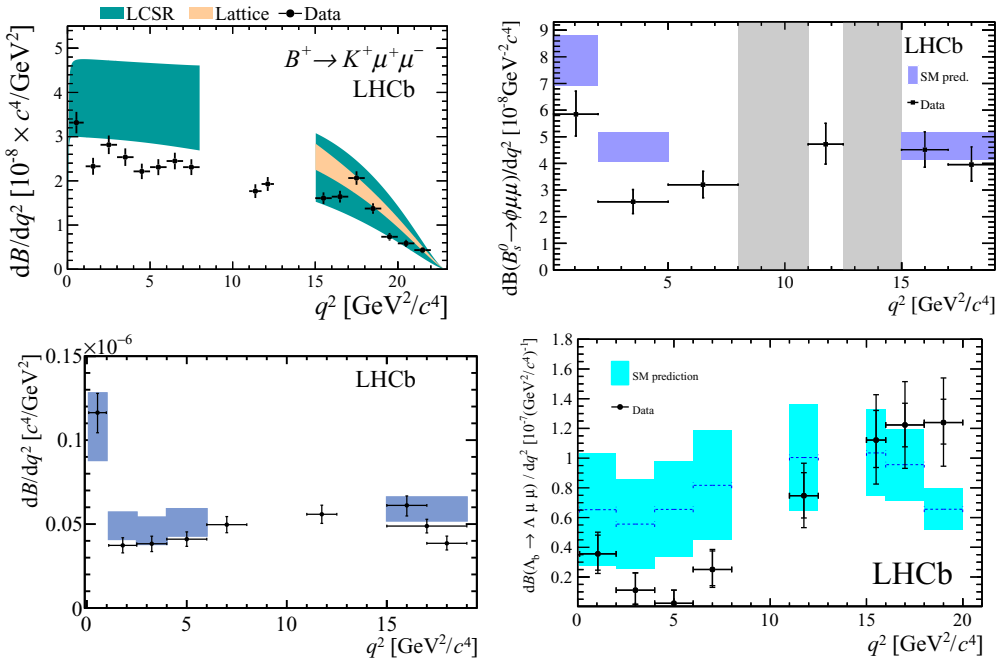 LCSR Lattice Data
dB/dq² [10⁻⁸ × c⁴/GeV²]
B⁺→K⁺μ⁺μ⁻
LHCb
5
4
3
2
1
0
0 5 10 15 20
q² [GeV²/c⁴]
dB(B⁰ₛ→ϕμμ)/dq² [10⁻⁸GeV⁻²c⁴]
LHCb
SM pred.
Data
9
8
7
6
5
4
3
2
1
0
0 5 10 15
q² [GeV²/c⁴]
×10⁻⁶
dB/dq² [c⁴/GeV²]
LHCb
0.15
0.1
0.05
0
0 5 10 15
q² [GeV²/c⁴]
dB(Λb → Λ μ μ) / dq² [10⁻⁷(GeV²/c⁴)⁻¹]
SM prediction
Data
LHCb
1.8
1.6
1.4
1.2
1
0.8
0.6
0.4
0.2
0 5 10 15 20
q² [GeV²/c⁴]